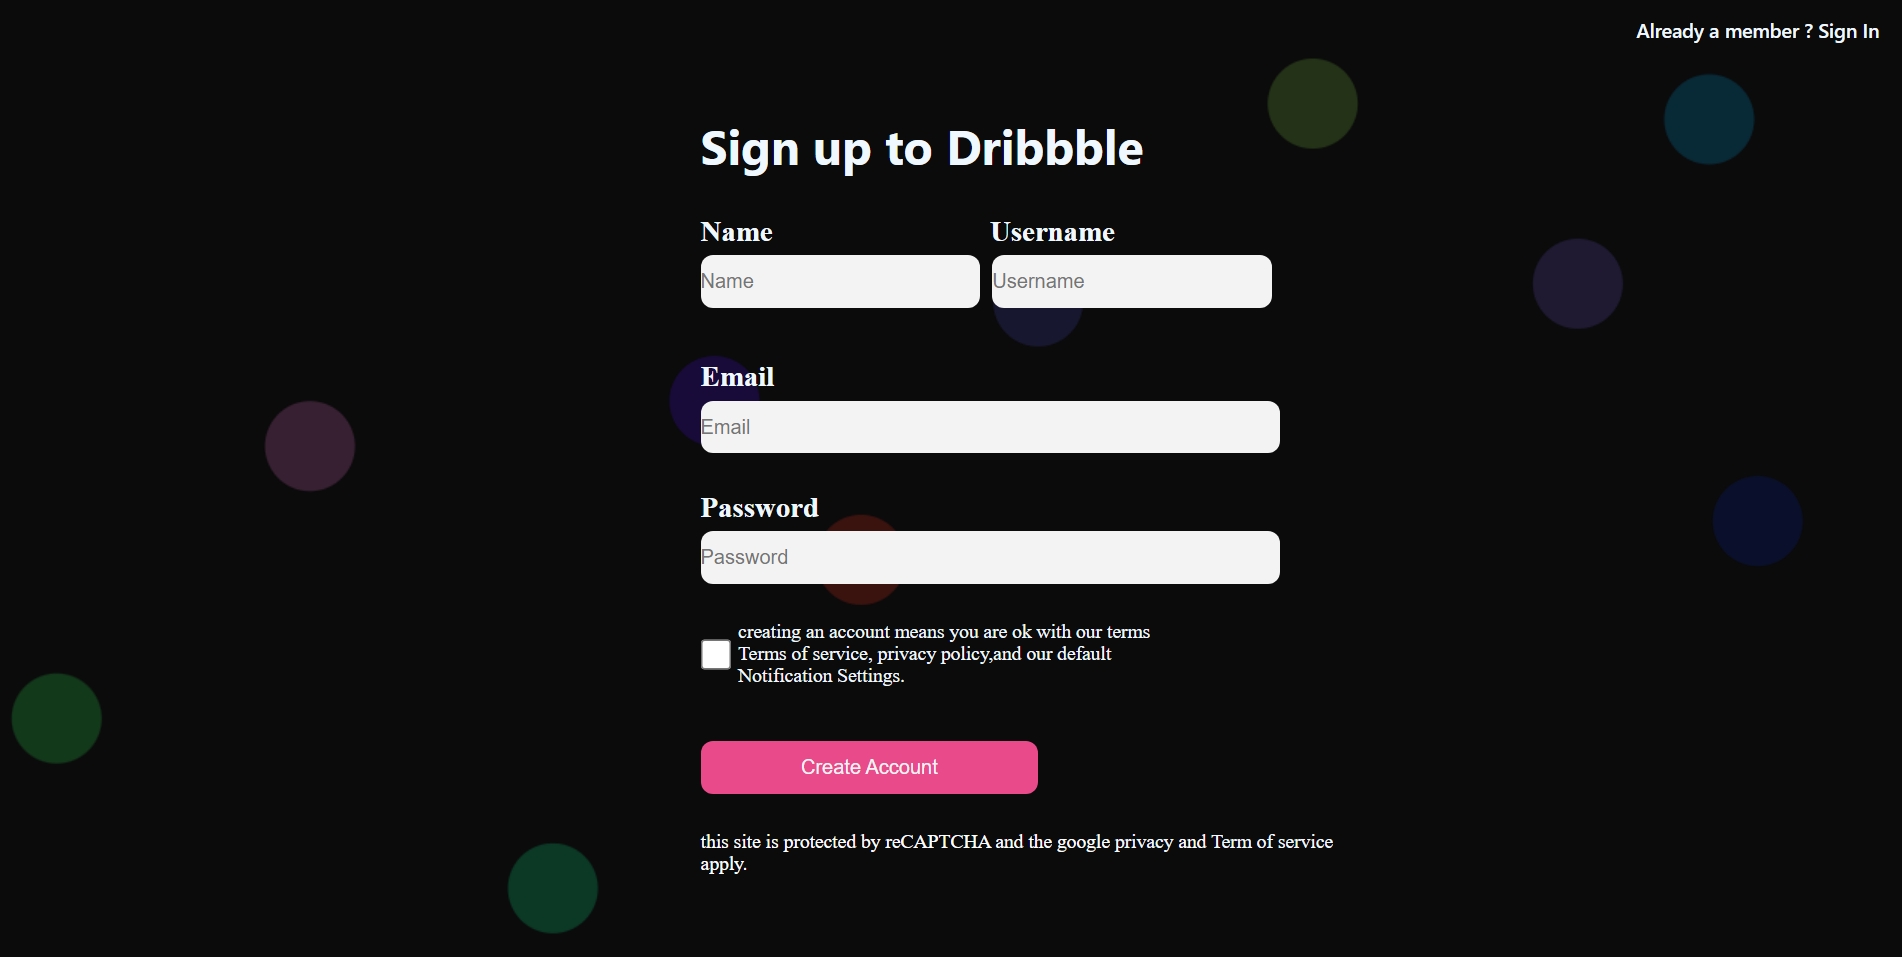 Already a member ? Sign In
Sign up to Dribbble
Name
Username
Name
Username
Email
Email
Password
Password
creating an account means you are ok with our terms
Terms of service, privacy policy,and our default
Notification Settings.
Create Account
this site is protected by reCAPTCHA and the google privacy and Term of service
apply.